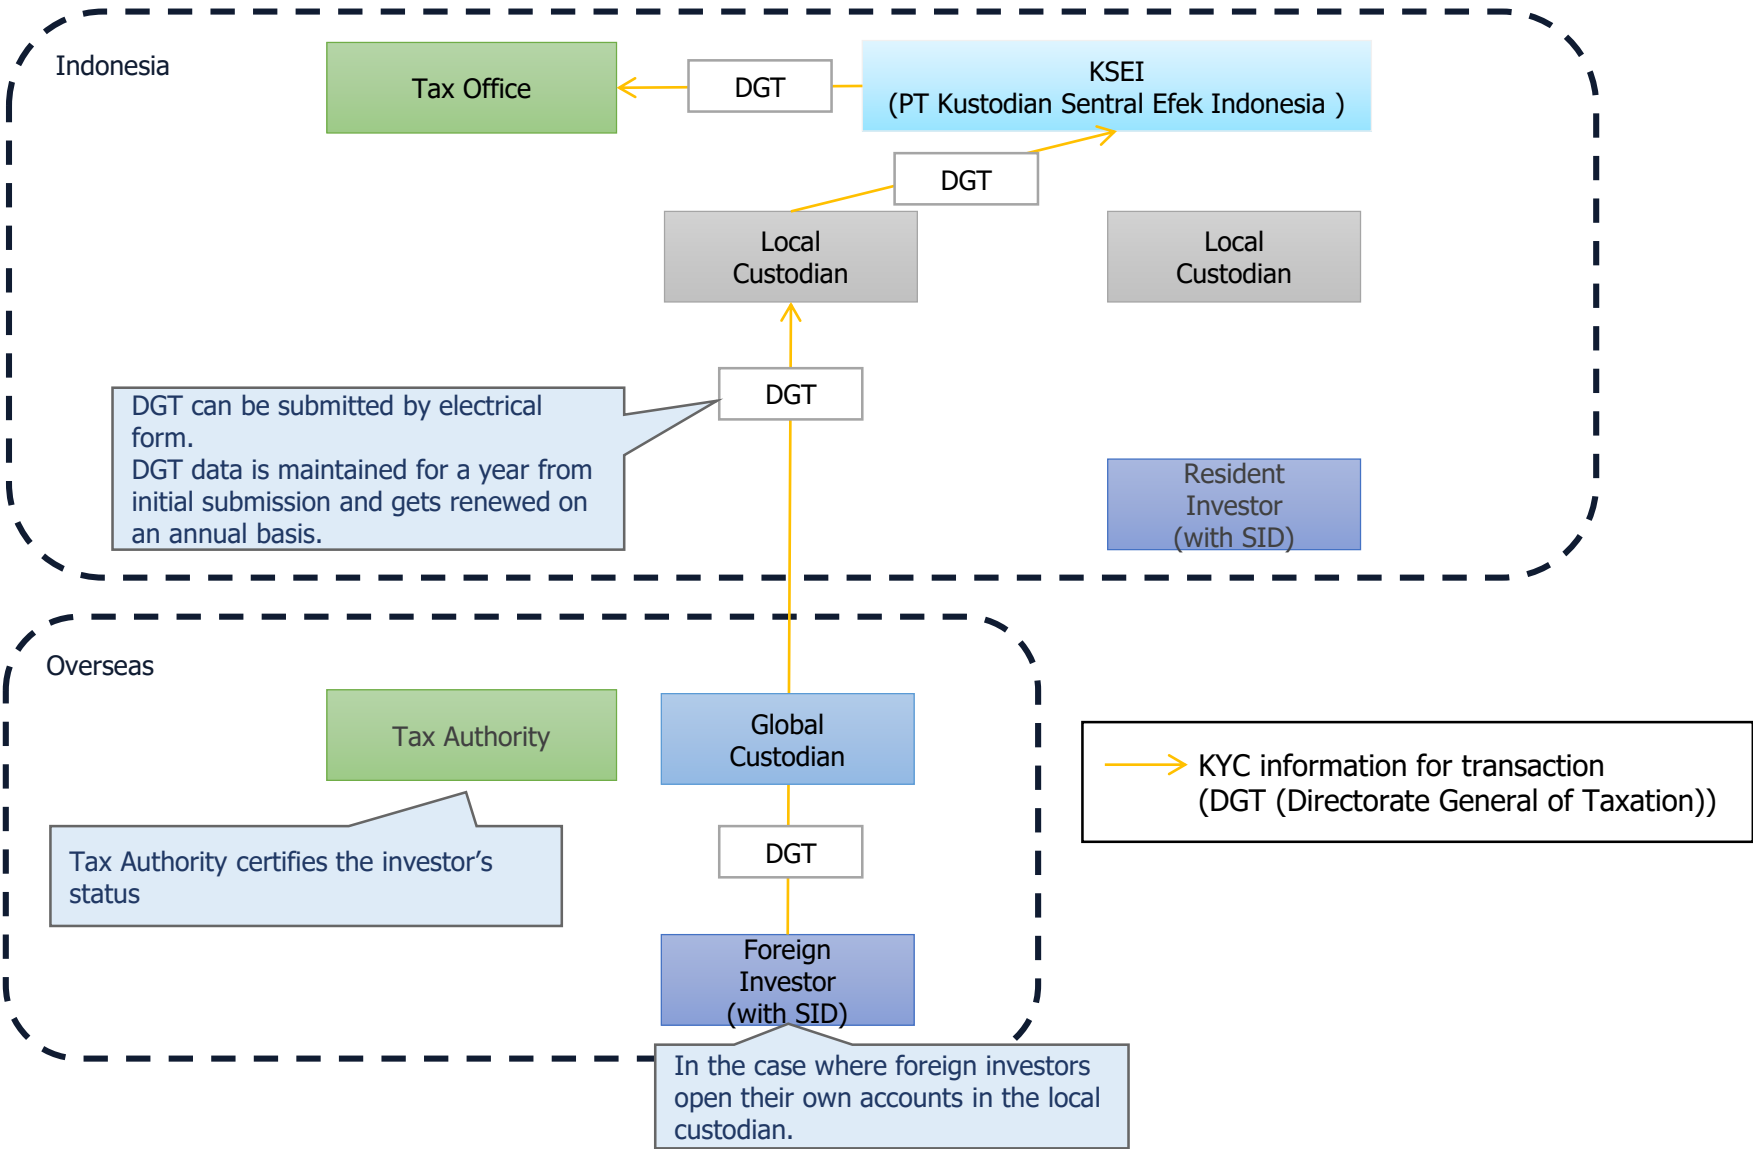 Indonesia
Tax Office
DGT
KSEI
(PT Kustodian Sentral Efek Indonesia )
DGT
Local
Custodian
Local
Custodian
DGT
DGT can be submitted by electrical
form.
DGT data is maintained for a year from
initial submission and gets renewed on
an annual basis.
Resident
Investor
(with SID)
Overseas
Tax Authority
Global
Custodian
KYC information for transaction
(DGT (Directorate General of Taxation))
Tax Authority certifies the investor’s
status
DGT
Foreign
Investor
(with SID)
In the case where foreign investors
open their own accounts in the local
custodian.